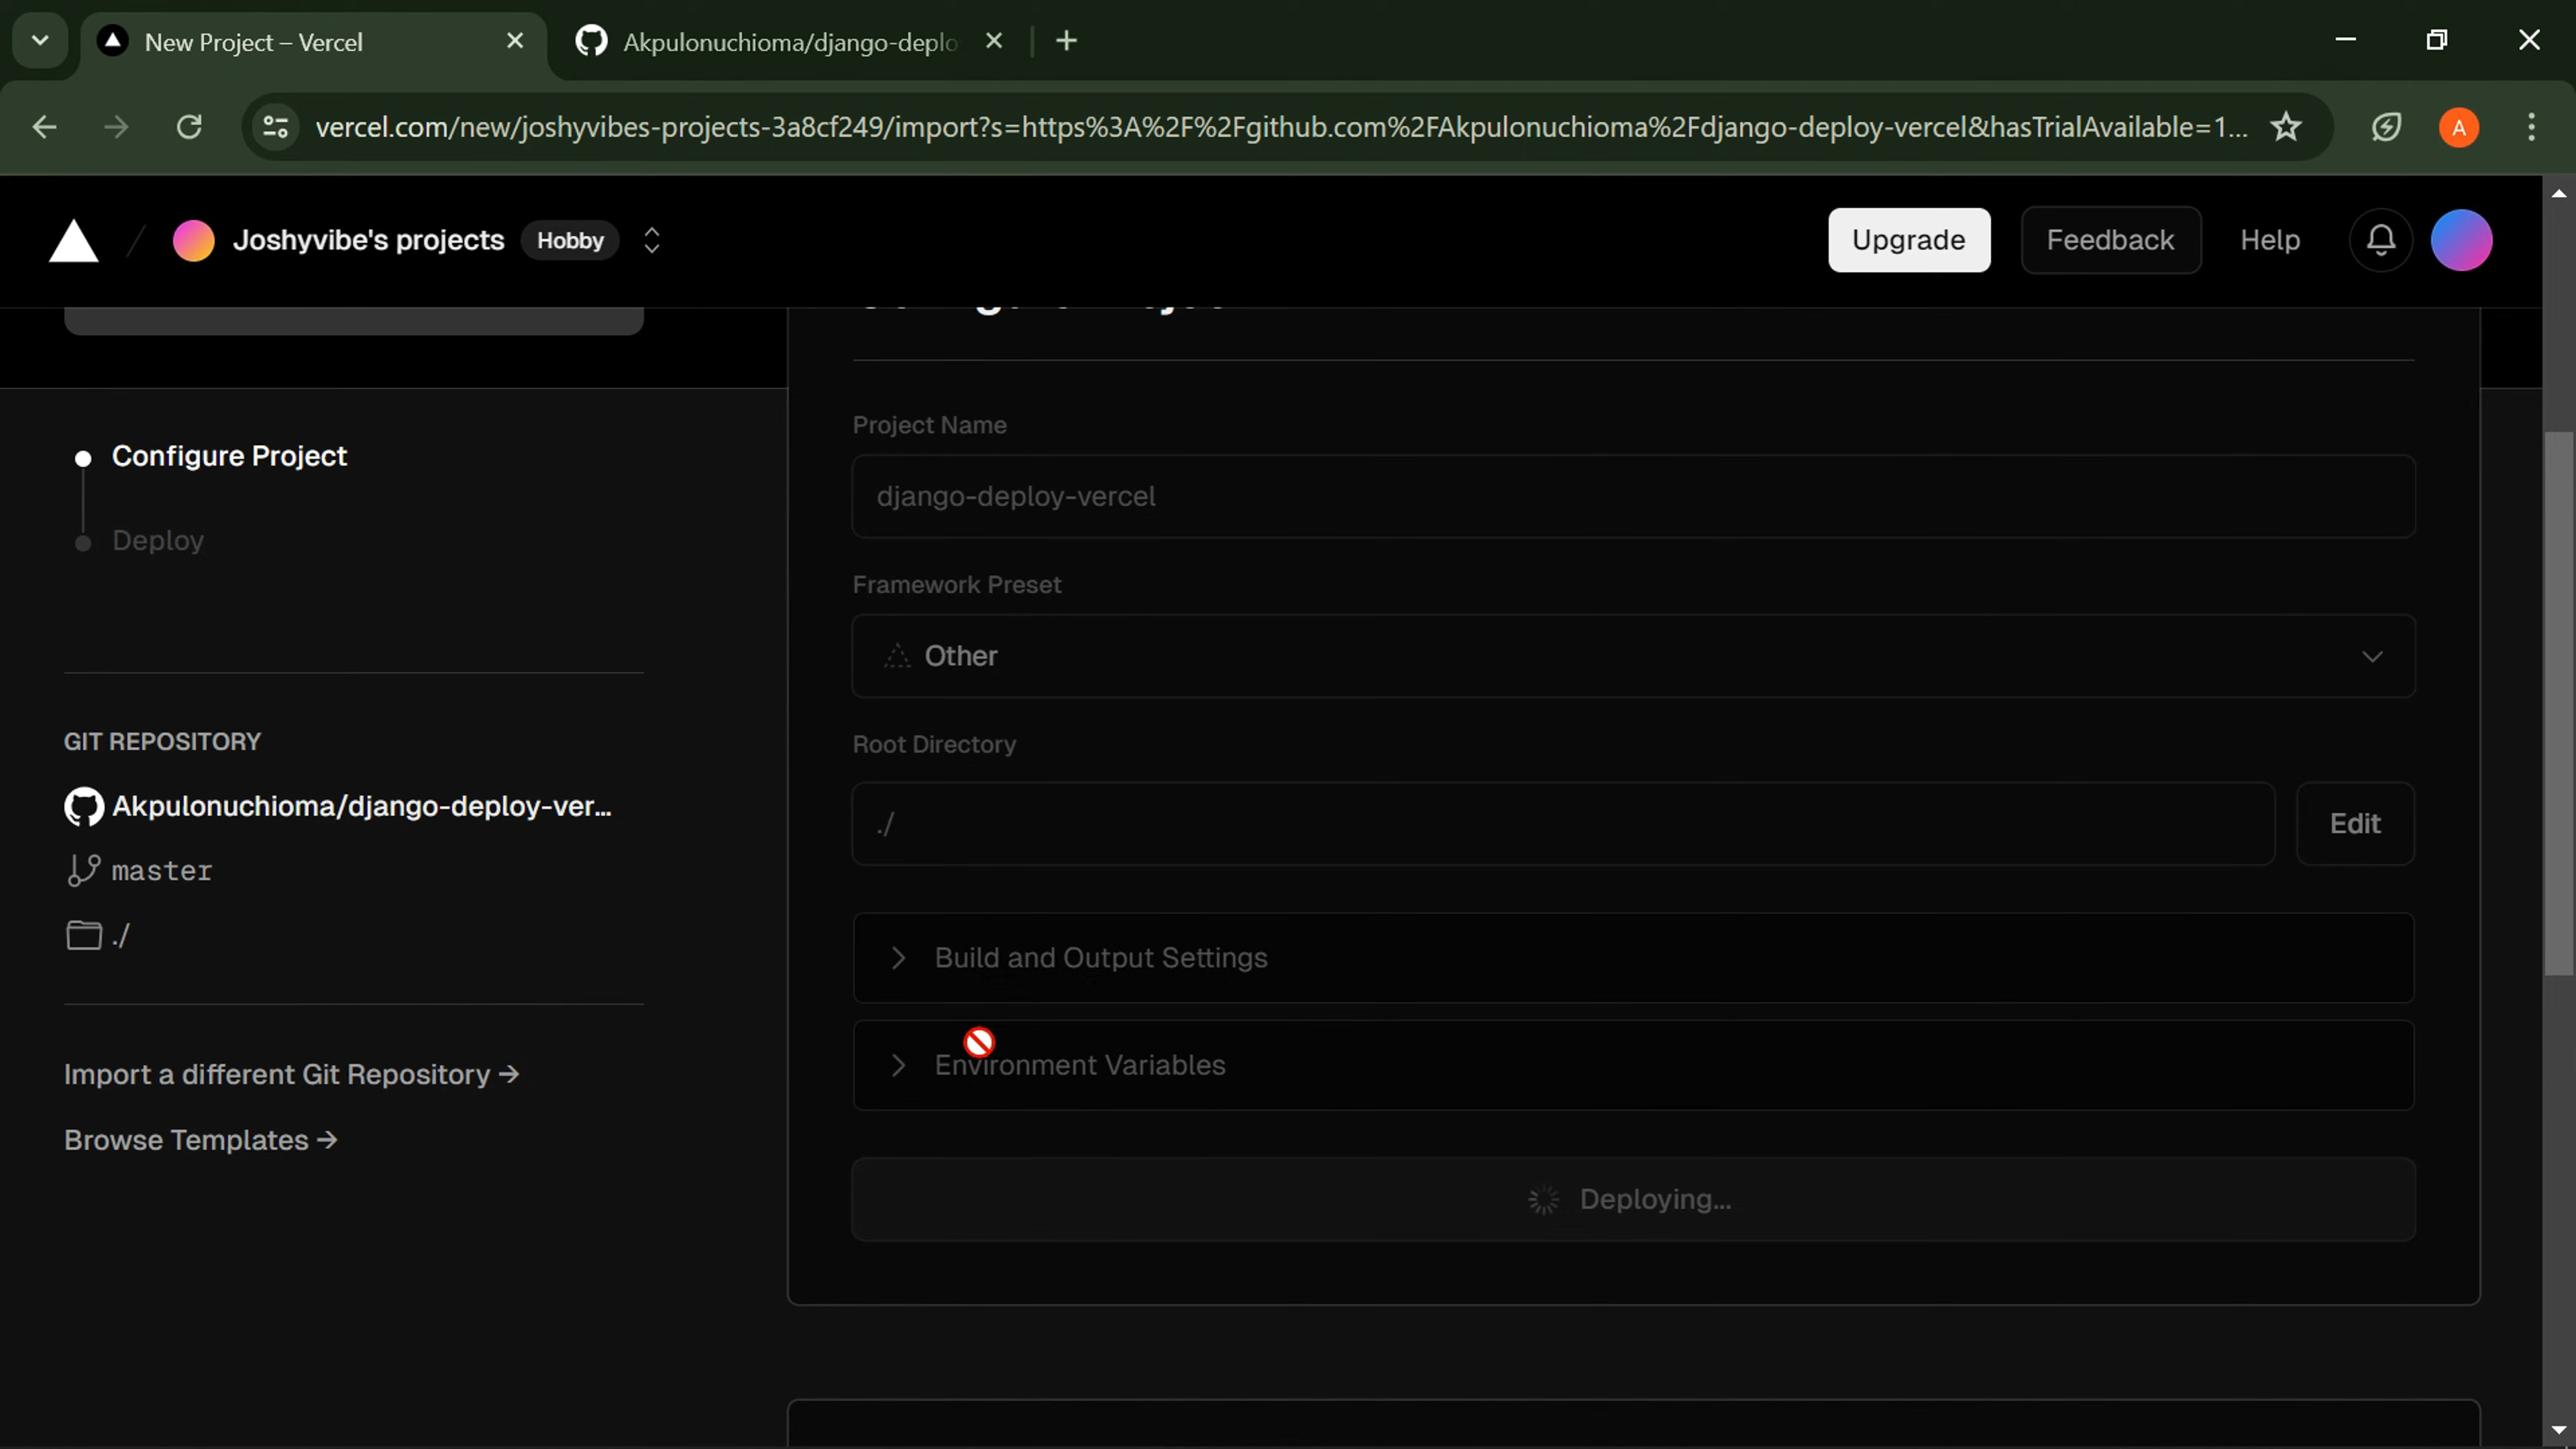 New Project – Vercel
Akpulonuchioma/django-deplo
vercel.com/new/joshyvibes-projects-3a8cf249/import?s=https%3A%2F%2Fgithub.com%2FAkpulonuchioma%2Fdjango-deploy-vercel&hasTrialAvailable=1...
A
Joshyvibe's projects
Hobby
Upgrade
Feedback
Help
Configure Project
Deploy
GIT REPOSITORY
Akpulonuchioma/django-deploy-ver...
master
./
Import a different Git Repository →
Browse Templates →
Project Name
django-deploy-vercel
Framework Preset
Other
Root Directory
./
Edit
Build and Output Settings
Environment Variables
Deploying...